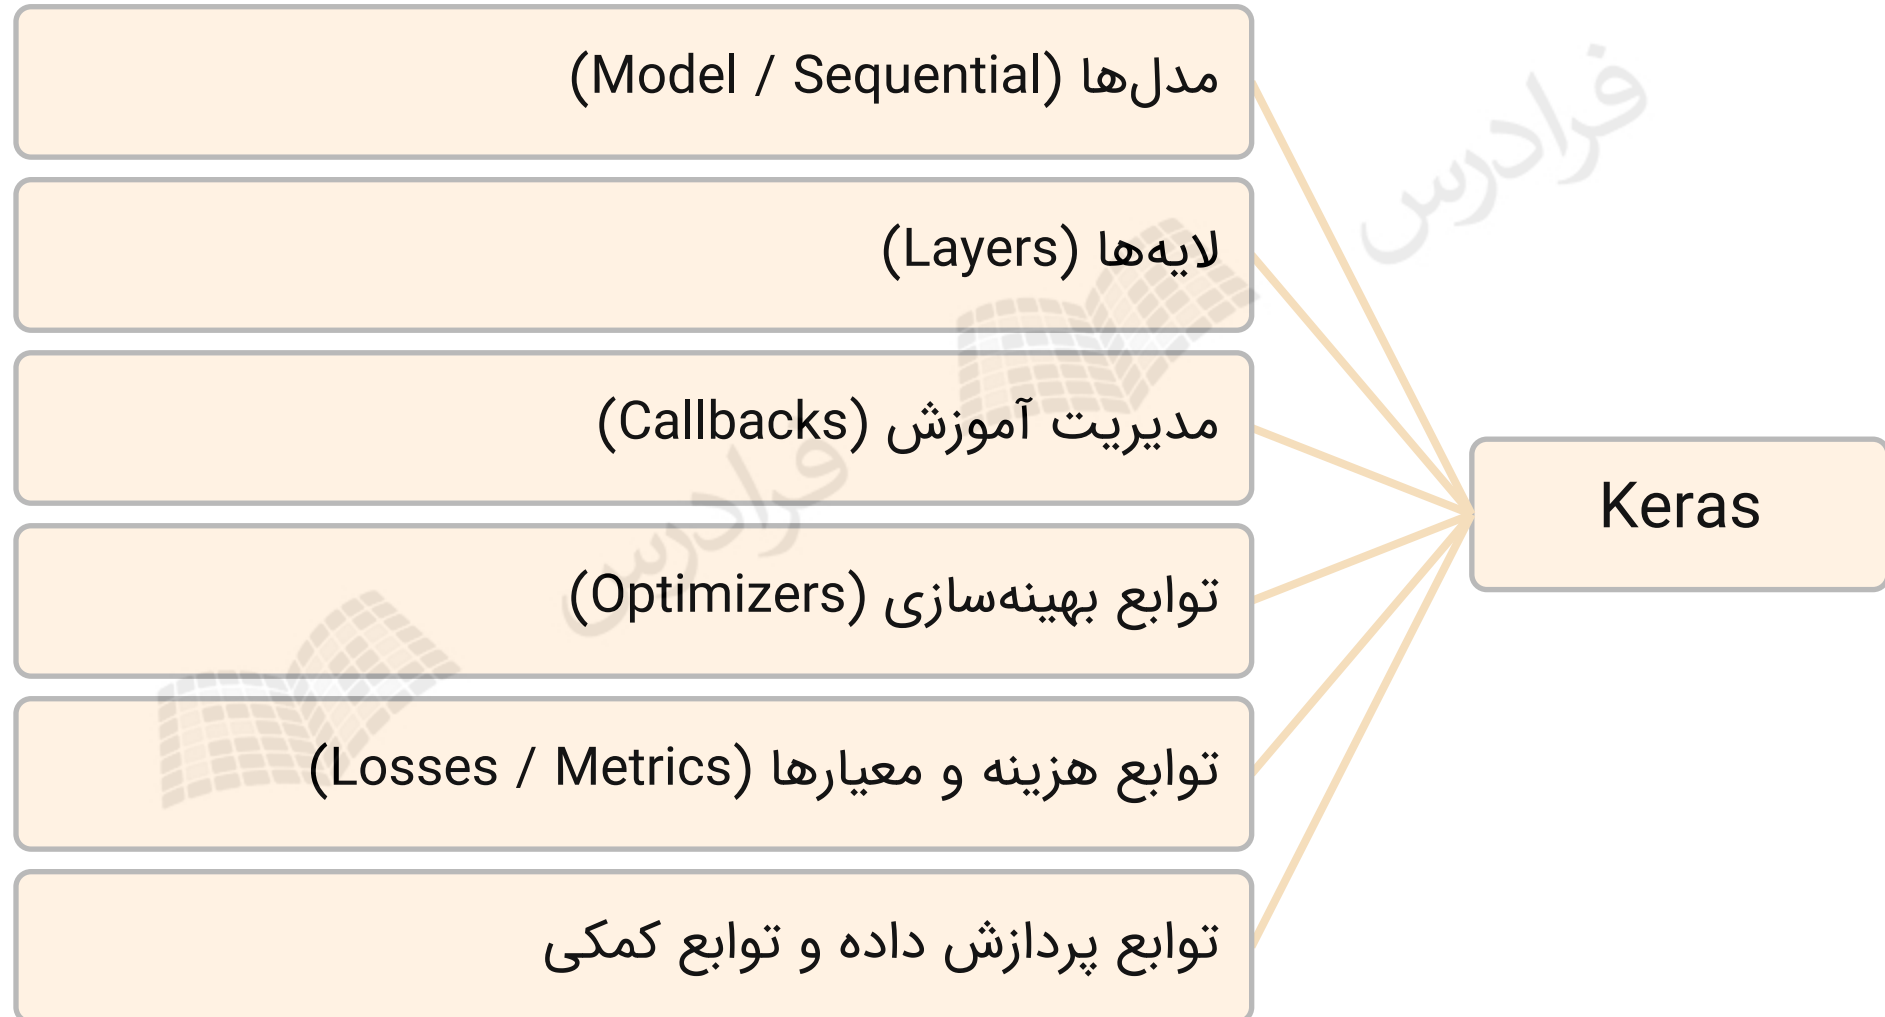 مدل‌ها (Model / Sequential)
لایه‌ها (Layers)
مدیریت آموزش (Callbacks)
توابع بهینه‌سازی (Optimizers)
توابع هزینه و معیارها (Losses / Metrics)
توابع پردازش داده و توابع کمکی
Keras
فرادرس
فرادرس